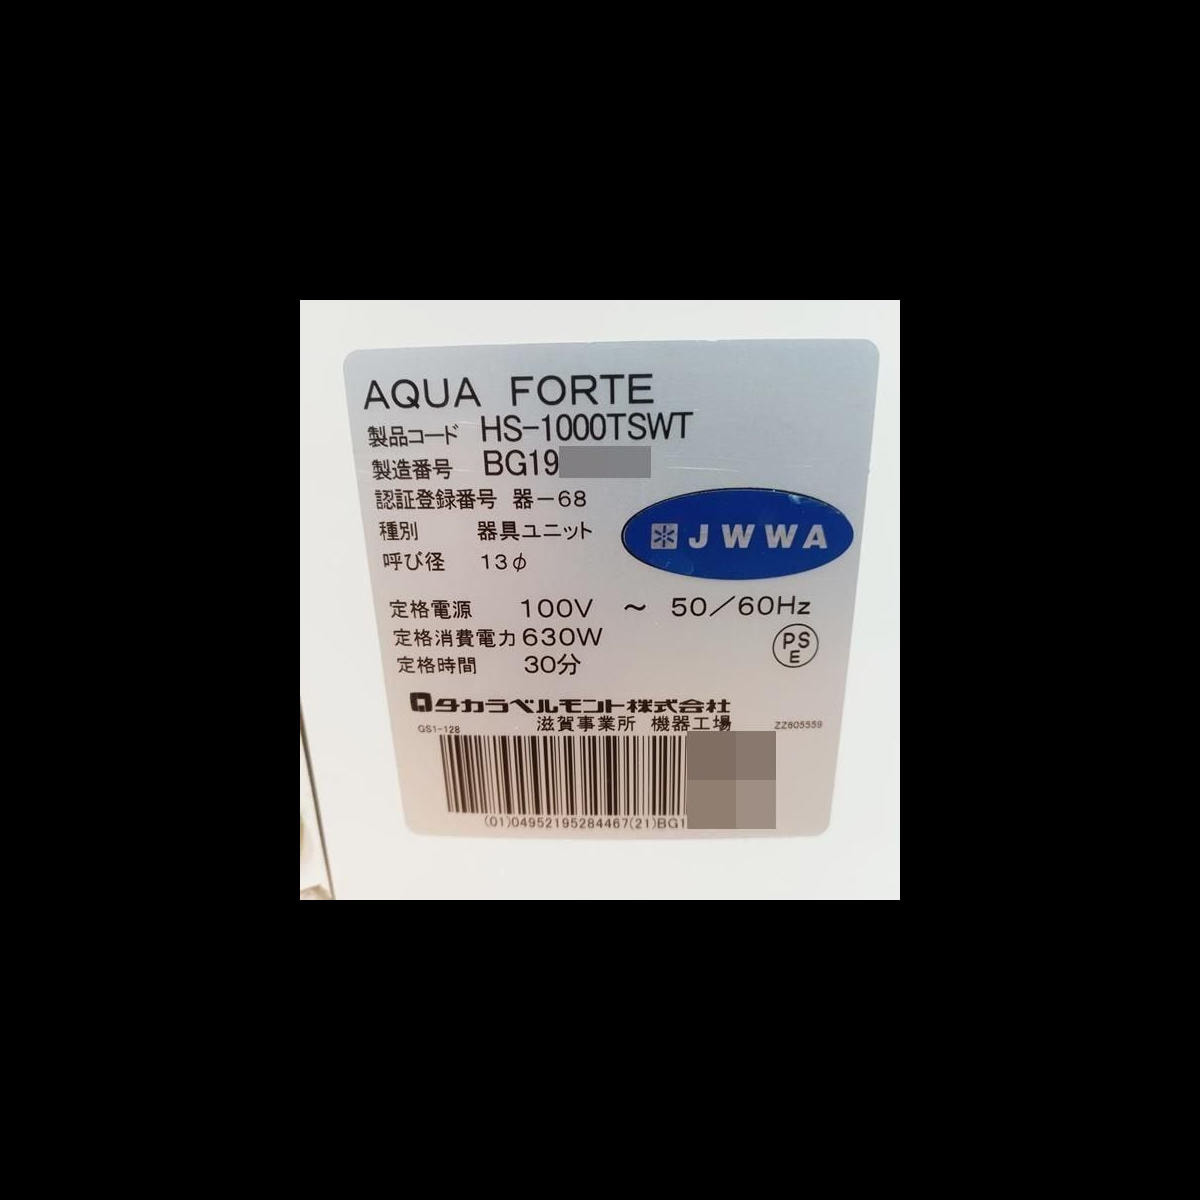 AQUA FORTE
製品コード HS-1000TSWT
製造番号 BG19
認証登録番号 器-68
種別 器具ユニット
JWWA
呼び径 13φ
定格電源 100V ～ 50/60Hz
定格消費電力 630W
PSE
定格時間 30分
タカラベルモント株式会社
滋賀事業所 機器工場
GS1-128
ZZ605559
(01)04952195284467(21)BG1